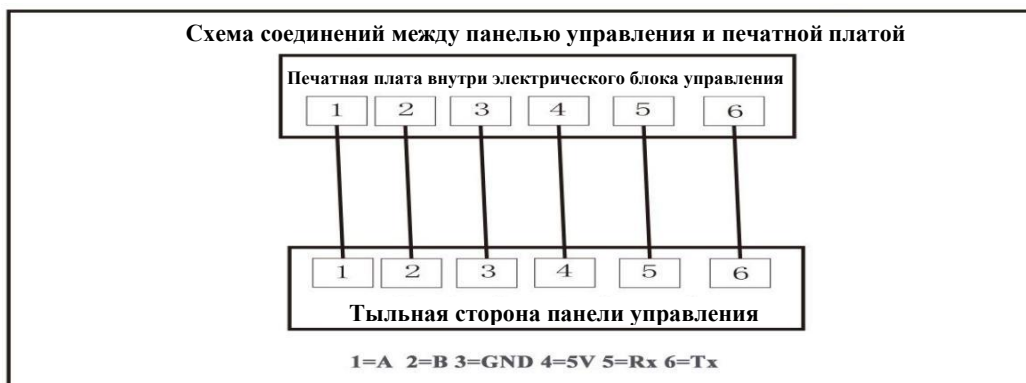 Схема соединений между панелью управления и печатной платой
Печатная плата внутри электрического блока управления
1 2 3 4 5 6
1 2 3 4 5 6
Тыльная сторона панели управления
1=A 2=B 3=GND 4=5V 5=Rx 6=Tx